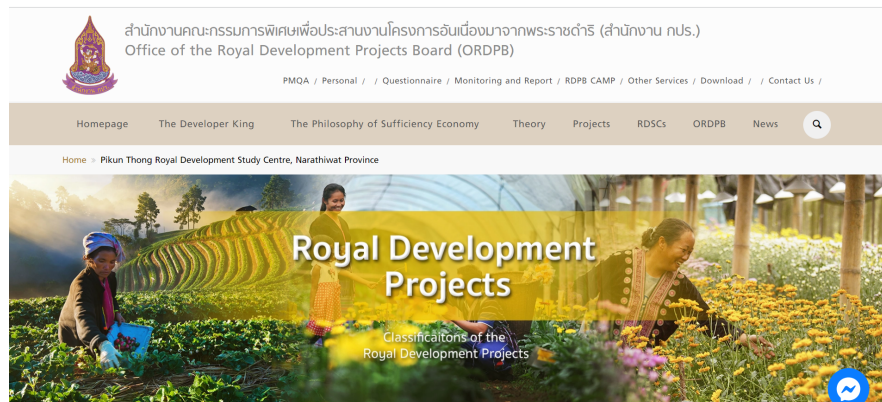 สำนักงานคณะกรรมการพิเศษเพื่อประสานงานโครงการอันเนื่องมาจากพระราชดำริ (สำนักงาน กปร.)
Office of the Royal Development Projects Board (ORDPB)
PMQA / Personal / / Questionnaire / Monitoring and Report / RDPB CAMP / Other Services / Download / / Contact Us /
Homepage The Developer King The Philosophy of Sufficiency Economy Theory Projects RDSCs ORDPB News
Home » Pikun Thong Royal Development Study Centre, Narathiwat Province
Royal Development
Projects
Classificaitons of the
Royal Development Projects